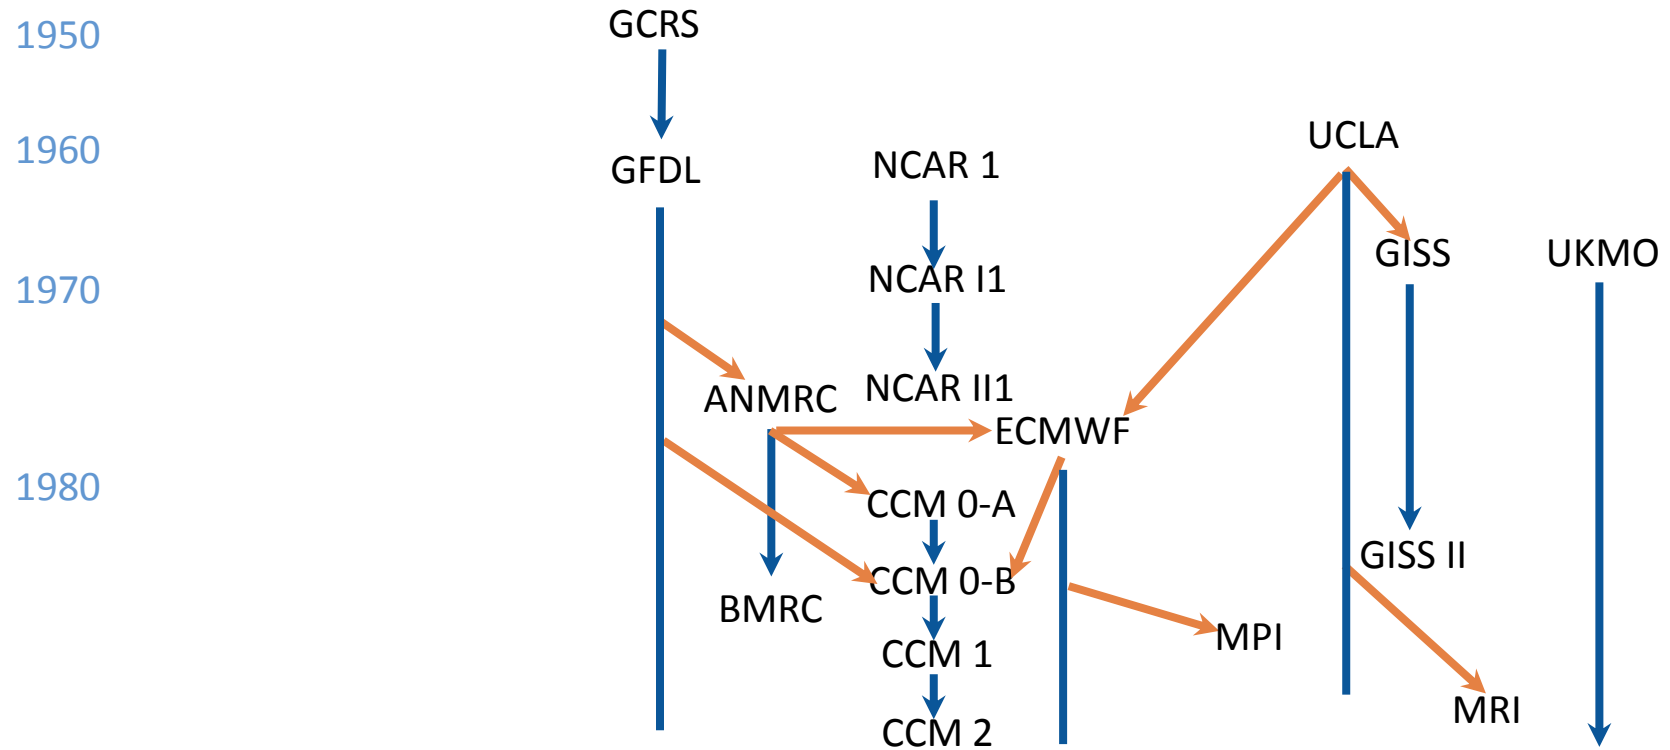 1950
GCRS
1960
UCLA
GFDL
NCAR 1
GISS
UKMO
1970
NCAR I1
ANMRC
NCAR II1
ECMWF
1980
CCM 0-A
GISS II
CCM 0-B
BMRC
MPI
CCM 1
MRI
CCM 2